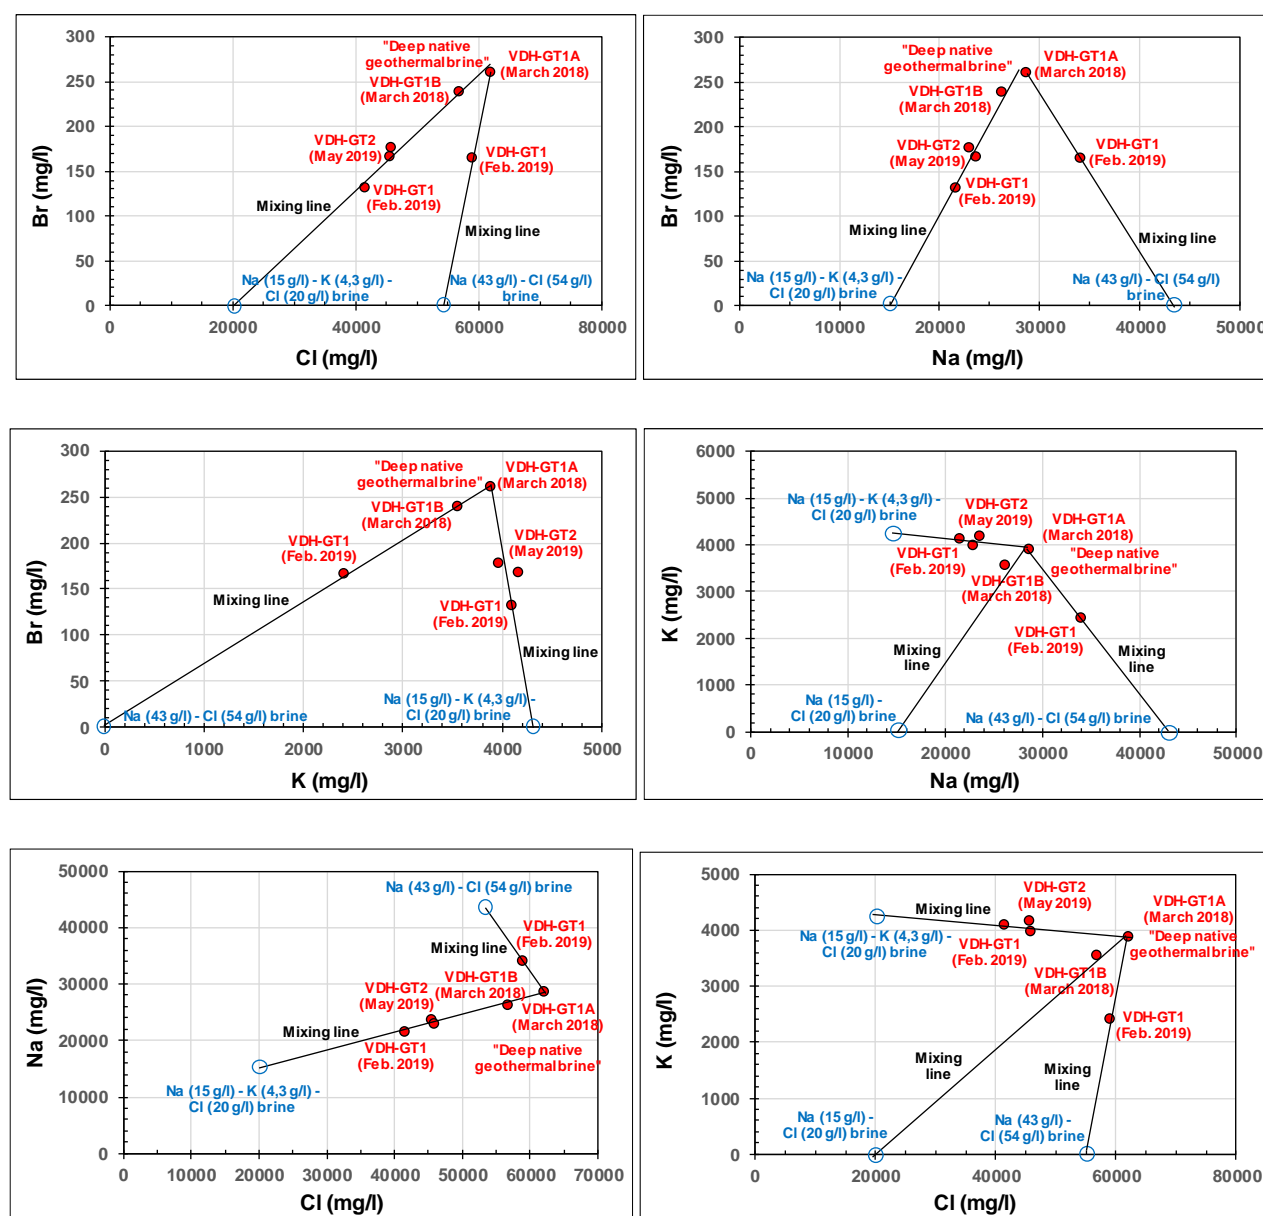 300
250
200
150
100
50
0
Br (mg/l)
"Deep native
geothermal brine"
VDH-GT1A
(March 2018)
VDH-GT1B
(March 2018)
VDH-GT2
(May 2019)
VDH-GT1
(Feb. 2019)
VDH-GT1
(Feb. 2019)
Mixing line
Mixing line
Na (15 g/l) - K (4,3 g/l) -
Cl (20 g/l) brine
Na (43 g/l) - Cl (54 g/l)
brine
0 20000 40000 60000 80000
Cl (mg/l)
300
250
200
150
100
50
0
Br (mg/l)
"Deep native
geothermal brine"
VDH-GT1A
(March 2018)
VDH-GT1B
(March 2018)
VDH-GT2
(May 2019)
VDH-GT1
(Feb. 2019)
VDH-GT1
(Feb. 2019)
Mixing line
Mixing line
Na (15 g/l) - K (4,3 g/l) -
Cl (20 g/l) brine
Na (43 g/l) - Cl (54 g/l)
brine
0 10000 20000 30000 40000 50000
Na (mg/l)
300
250
200
150
100
50
0
Br (mg/l)
"Deep native
geothermal brine"
VDH-GT1A
(March 2018)
VDH-GT1B
(March 2018)
VDH-GT2
(May 2019)
VDH-GT1
(Feb. 2019)
VDH-GT1
(Feb. 2019)
Mixing line
Mixing line
Na (43 g/l) - Cl (54 g/l) brine
Na (15 g/l) - K (4,3 g/l) -
Cl (20 g/l) brine
0 1000 2000 3000 4000 5000
K (mg/l)
6000
5000
4000
3000
2000
1000
0
K (mg/l)
Na (15 g/l) - K (4,3 g/l) -
Cl (20 g/l) brine
VDH-GT2
(May 2019)
VDH-GT1A
(March 2018)
"Deep native
geothermal brine"
VDH-GT1
(Feb. 2019)
VDH-GT1B
(March 2018)
VDH-GT1
(Feb. 2019)
Mixing
line
Mixing
line
Na (15 g/l) -
Cl (20 g/l) brine
Na (43 g/l) - Cl (54 g/l) brine
0 10000 20000 30000 40000 50000
Na (mg/l)
50000
40000
30000
20000
10000
0
Na (mg/l)
Na (43 g/l) - Cl (54 g/l) brine
VDH-GT1
(Feb. 2019)
Mixing line
VDH-GT1B
(March 2018)
VDH-GT2
(May 2019)
VDH-GT1A
(March 2018)
Mixing line
VDH-GT1
(Feb. 2019)
"Deep native
geothermal brine"
Na (15 g/l) - K (4,3 g/l) -
Cl (20 g/l) brine
0 10000 20000 30000 40000 50000 60000 70000
Cl (mg/l)
5000
4000
3000
2000
1000
0
K (mg/l)
VDH-GT2
(May 2019)
VDH-GT1A
(March 2018)
Mixing line
Na (15 g/l) - K (4,3 g/l) -
Cl (20 g/l) brine
VDH-GT1
(Feb. 2019)
"Deep native
geothermal brine"
VDH-GT1B
(March 2018)
VDH-GT1
(Feb. 2019)
Mixing
line
Mixing
line
Na (15 g/l) -
Cl (20 g/l) brine
Na (43 g/l) -
Cl (54 g/l) brine
0 20000 40000 60000 80000
Cl (mg/l)